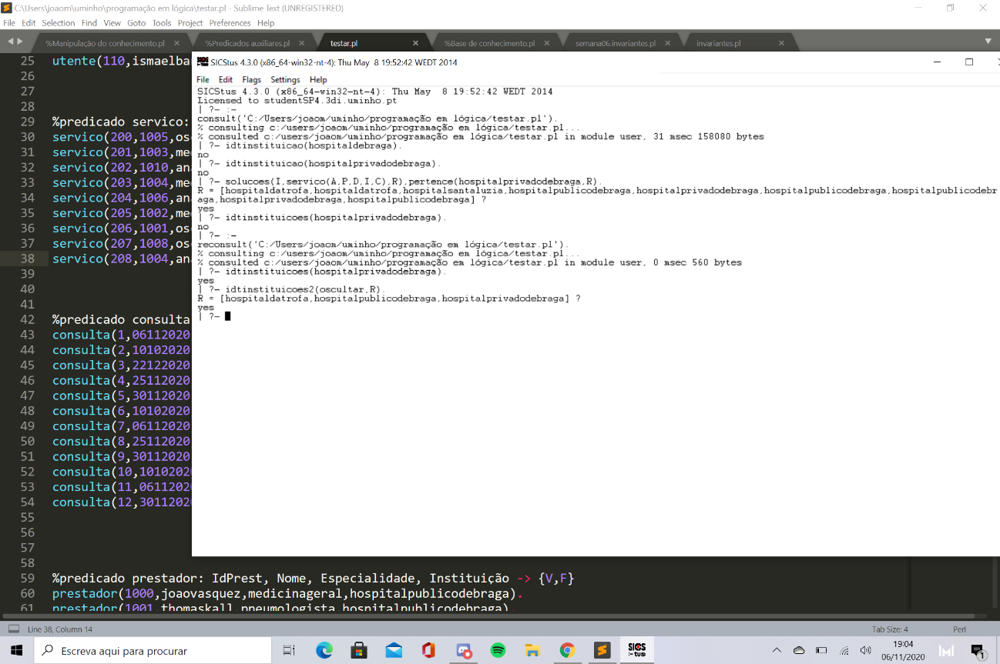 C:\Users\joaom\uminho\programação em lógica\testar.pl - Sublime Text (UNREGISTERED)
File Edit Selection Find View Goto Tools Project Preferences Help
%Manipulação do conhecimento.pl %Predicados auxiliares.pl testar.pl %Base de conhecimento.pl semana06.invariantes.pl invariantes.pl
25 utente(110,ismaelba
26
27
28
29 %predicado servico:
30 servico(200,1005,os
31 servico(201,1003,me
32 servico(202,1010,an
33 servico(203,1004,me
34 servico(204,1006,an
35 servico(205,1002,me
36 servico(206,1001,os
37 servico(207,1008,os
38 servico(208,1004,an
39
40
41
42 %predicado consulta
43 consulta(1,06112020
44 consulta(2,10102020
45 consulta(3,22122020
46 consulta(4,25112020
47 consulta(5,30112020
48 consulta(6,10102020
49 consulta(7,06112020
50 consulta(8,25112020
51 consulta(9,30112020
52 consulta(10,1010202
53 consulta(11,0611202
54 consulta(12,3011202
55
56
57
58
59 %predicado prestador: IdPrest, Nome, Especialidade, Instituição -> {V,F}
60 prestador(1000,joaovasquez,medicinageral,hospitalpublicodebraga).
61 prestador(1001,thomaskall,pneumologista,hospitalpublicodebraga).
SICStus 4.3.0 (x86_64-win32-nt-4): Thu May 8 19:52:42 WEDT 2014
File Edit Flags Settings Help
SICStus 4.3.0 (x86_64-win32-nt-4): Thu May  8 19:52:42 WEDT 2014
Licensed to studentSP4.3di.uminho.pt
| ?- :-
consult('C:/Users/joaom/uminho/programação em lógica/testar.pl').
% consulting c:/users/joaom/uminho/programação em lógica/testar.pl...
% consulted c:/users/joaom/uminho/programação em lógica/testar.pl in module user, 31 msec 158080 bytes
| ?- idtinstituicao(hospitaldebraga).
no
| ?- idtinstituicao(hospitalprivadodebraga).
no
| ?- solucoes(I,servico(A,P,D,I,C),R),pertence(hospitalprivadodebraga,R).
R = [hospitaldatrofa,hospitaldatrofa,hospitalsantaluzia,hospitalpublicodebraga,hospitalprivadodebraga,hospitalpublicodebraga,hospitalpublicodebr
aga,hospitalprivadodebraga,hospitalpublicodebraga] ?
yes
| ?- idtinstituicoes(hospitalprivadodebraga).
no
| ?- :-
reconsult('C:/Users/joaom/uminho/programação em lógica/testar.pl').
% consulting c:/users/joaom/uminho/programação em lógica/testar.pl...
% consulted c:/users/joaom/uminho/programação em lógica/testar.pl in module user, 0 msec 560 bytes
| ?- idtinstituicoes(hospitalprivadodebraga).
yes
| ?- idtinstituicoes2(oscultar,R).
R = [hospitaldatrofa,hospitalpublicodebraga,hospitalprivadodebraga] ?
yes
| ?-
Line 38, Column 14 Tab Size: 4 Perl
Escreva aqui para procurar
SICS
:-tus
19:04
06/11/2020
1